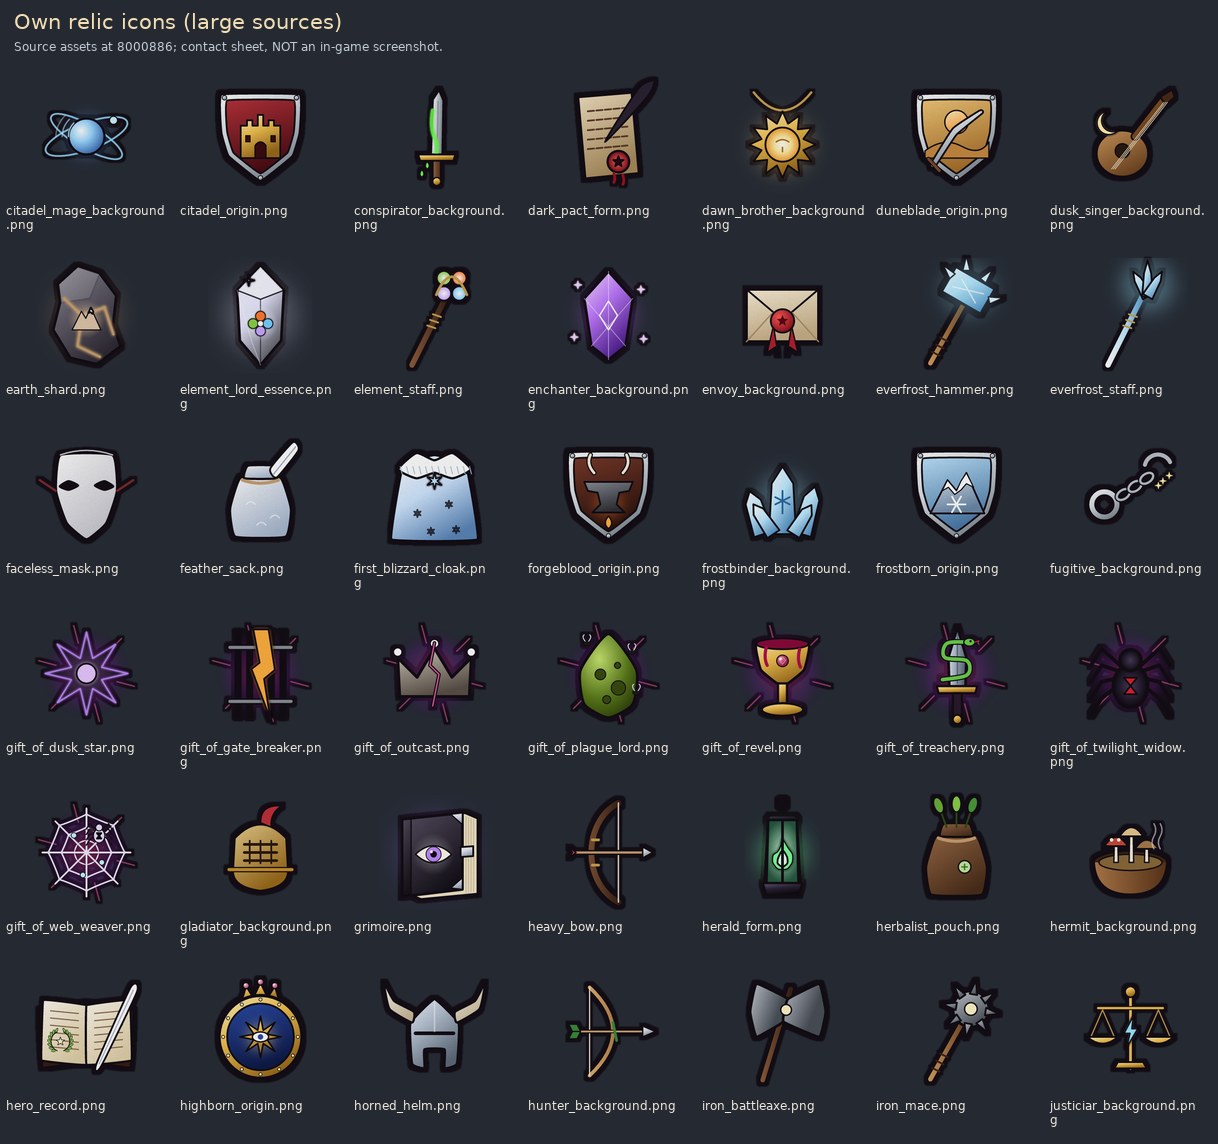 Own relic icons (large sources)
Source assets at 8000886; contact sheet, NOT an in-game screenshot.
citadel_mage_background
.png
citadel_origin.png
conspirator_background.
png
dark_pact_form.png
dawn_brother_background
.png
duneblade_origin.png
dusk_singer_background.
png
earth_shard.png
element_lord_essence.pn
g
element_staff.png
enchanter_background.pn
g
envoy_background.png
everfrost_hammer.png
everfrost_staff.png
faceless_mask.png
feather_sack.png
first_blizzard_cloak.pn
g
forgeblood_origin.png
frostbinder_background.
png
frostborn_origin.png
fugitive_background.png
gift_of_dusk_star.png
gift_of_gate_breaker.pn
g
gift_of_outcast.png
gift_of_plague_lord.png
gift_of_revel.png
gift_of_treachery.png
gift_of_twilight_widow.
png
gift_of_web_weaver.png
gladiator_background.pn
g
grimoire.png
heavy_bow.png
herald_form.png
herbalist_pouch.png
hermit_background.png
hero_record.png
highborn_origin.png
horned_helm.png
hunter_background.png
iron_battleaxe.png
iron_mace.png
justiciar_background.pn
g